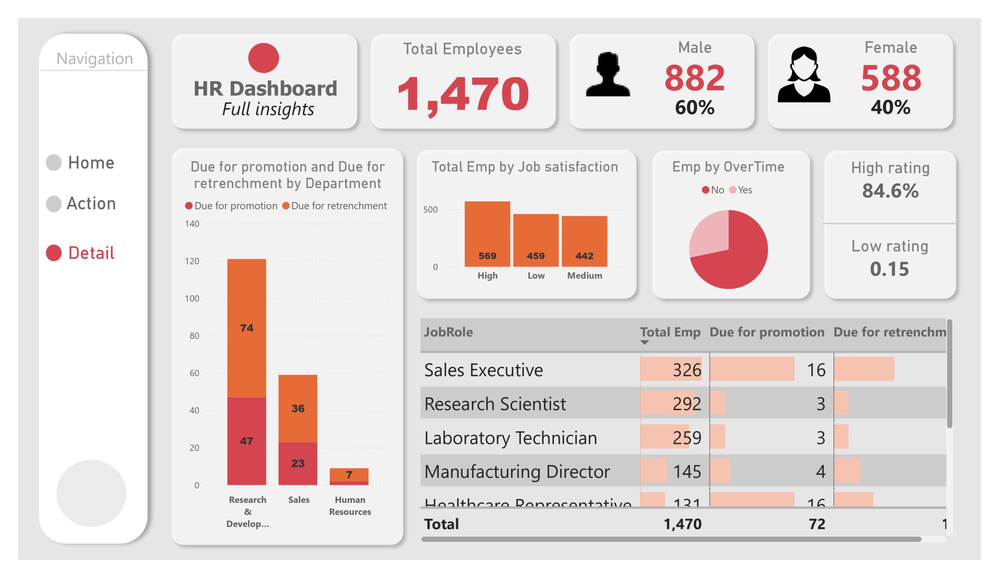 Navigation
Home
Action
Detail
HR Dashboard
Full insights
Total Employees
1,470
Male
882
60%
Female
588
40%
Due for promotion and Due for
retrenchment by Department
Due for promotion Due for retrenchment
140
120
100
80
60
40
20
0
74
47
36
23
7
Research
&
Develop...
Sales
Human
Resources
Total Emp by Job satisfaction
500
0
569 459 442
High Low Medium
Emp by OverTime
No Yes
High rating
84.6%
Low rating
0.15
JobRole Total Emp Due for promotion Due for retrenchm
Sales Executive 326 16
Research Scientist 292 3
Laboratory Technician 259 3
Manufacturing Director 145 4
Healthcare Representative 131 16
Total 1,470 72 1